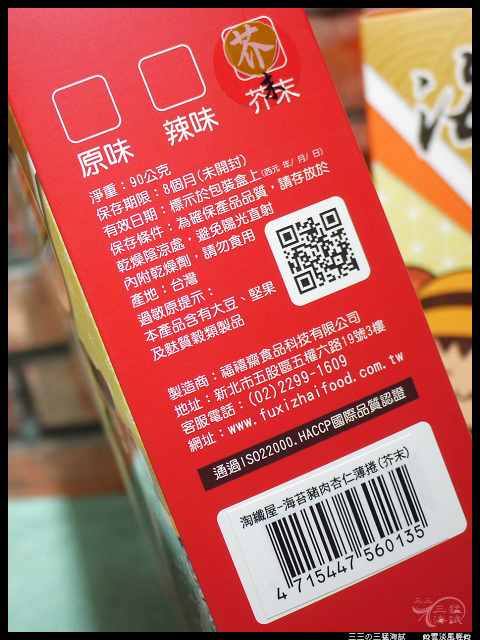 芥
原味
辣味
芥末
淨重：90公克
保存期限：8個月(未開封)
有效日期：標示於包裝盒上(西元 年/ 月/ 日)
保存條件：為確保產品品質，請存放於
乾燥陰涼處，避免陽光直射
內附乾燥劑，請勿食用
產地：台灣
過敏原提示：
本產品含有大豆、堅果
及麩質穀類製品
製造商：福禧齋食品科技有限公司
地址：新北市五股區五權六路19號3樓
客服電話：(02)2299-1609
網址：www.fuxizhaifood.com.tw
通過ISO22000.HACCP國際品質認證
淘纖屋-海苔豬肉杏仁薄捲(芥末)
4 715447 560135
三三の三猛海試